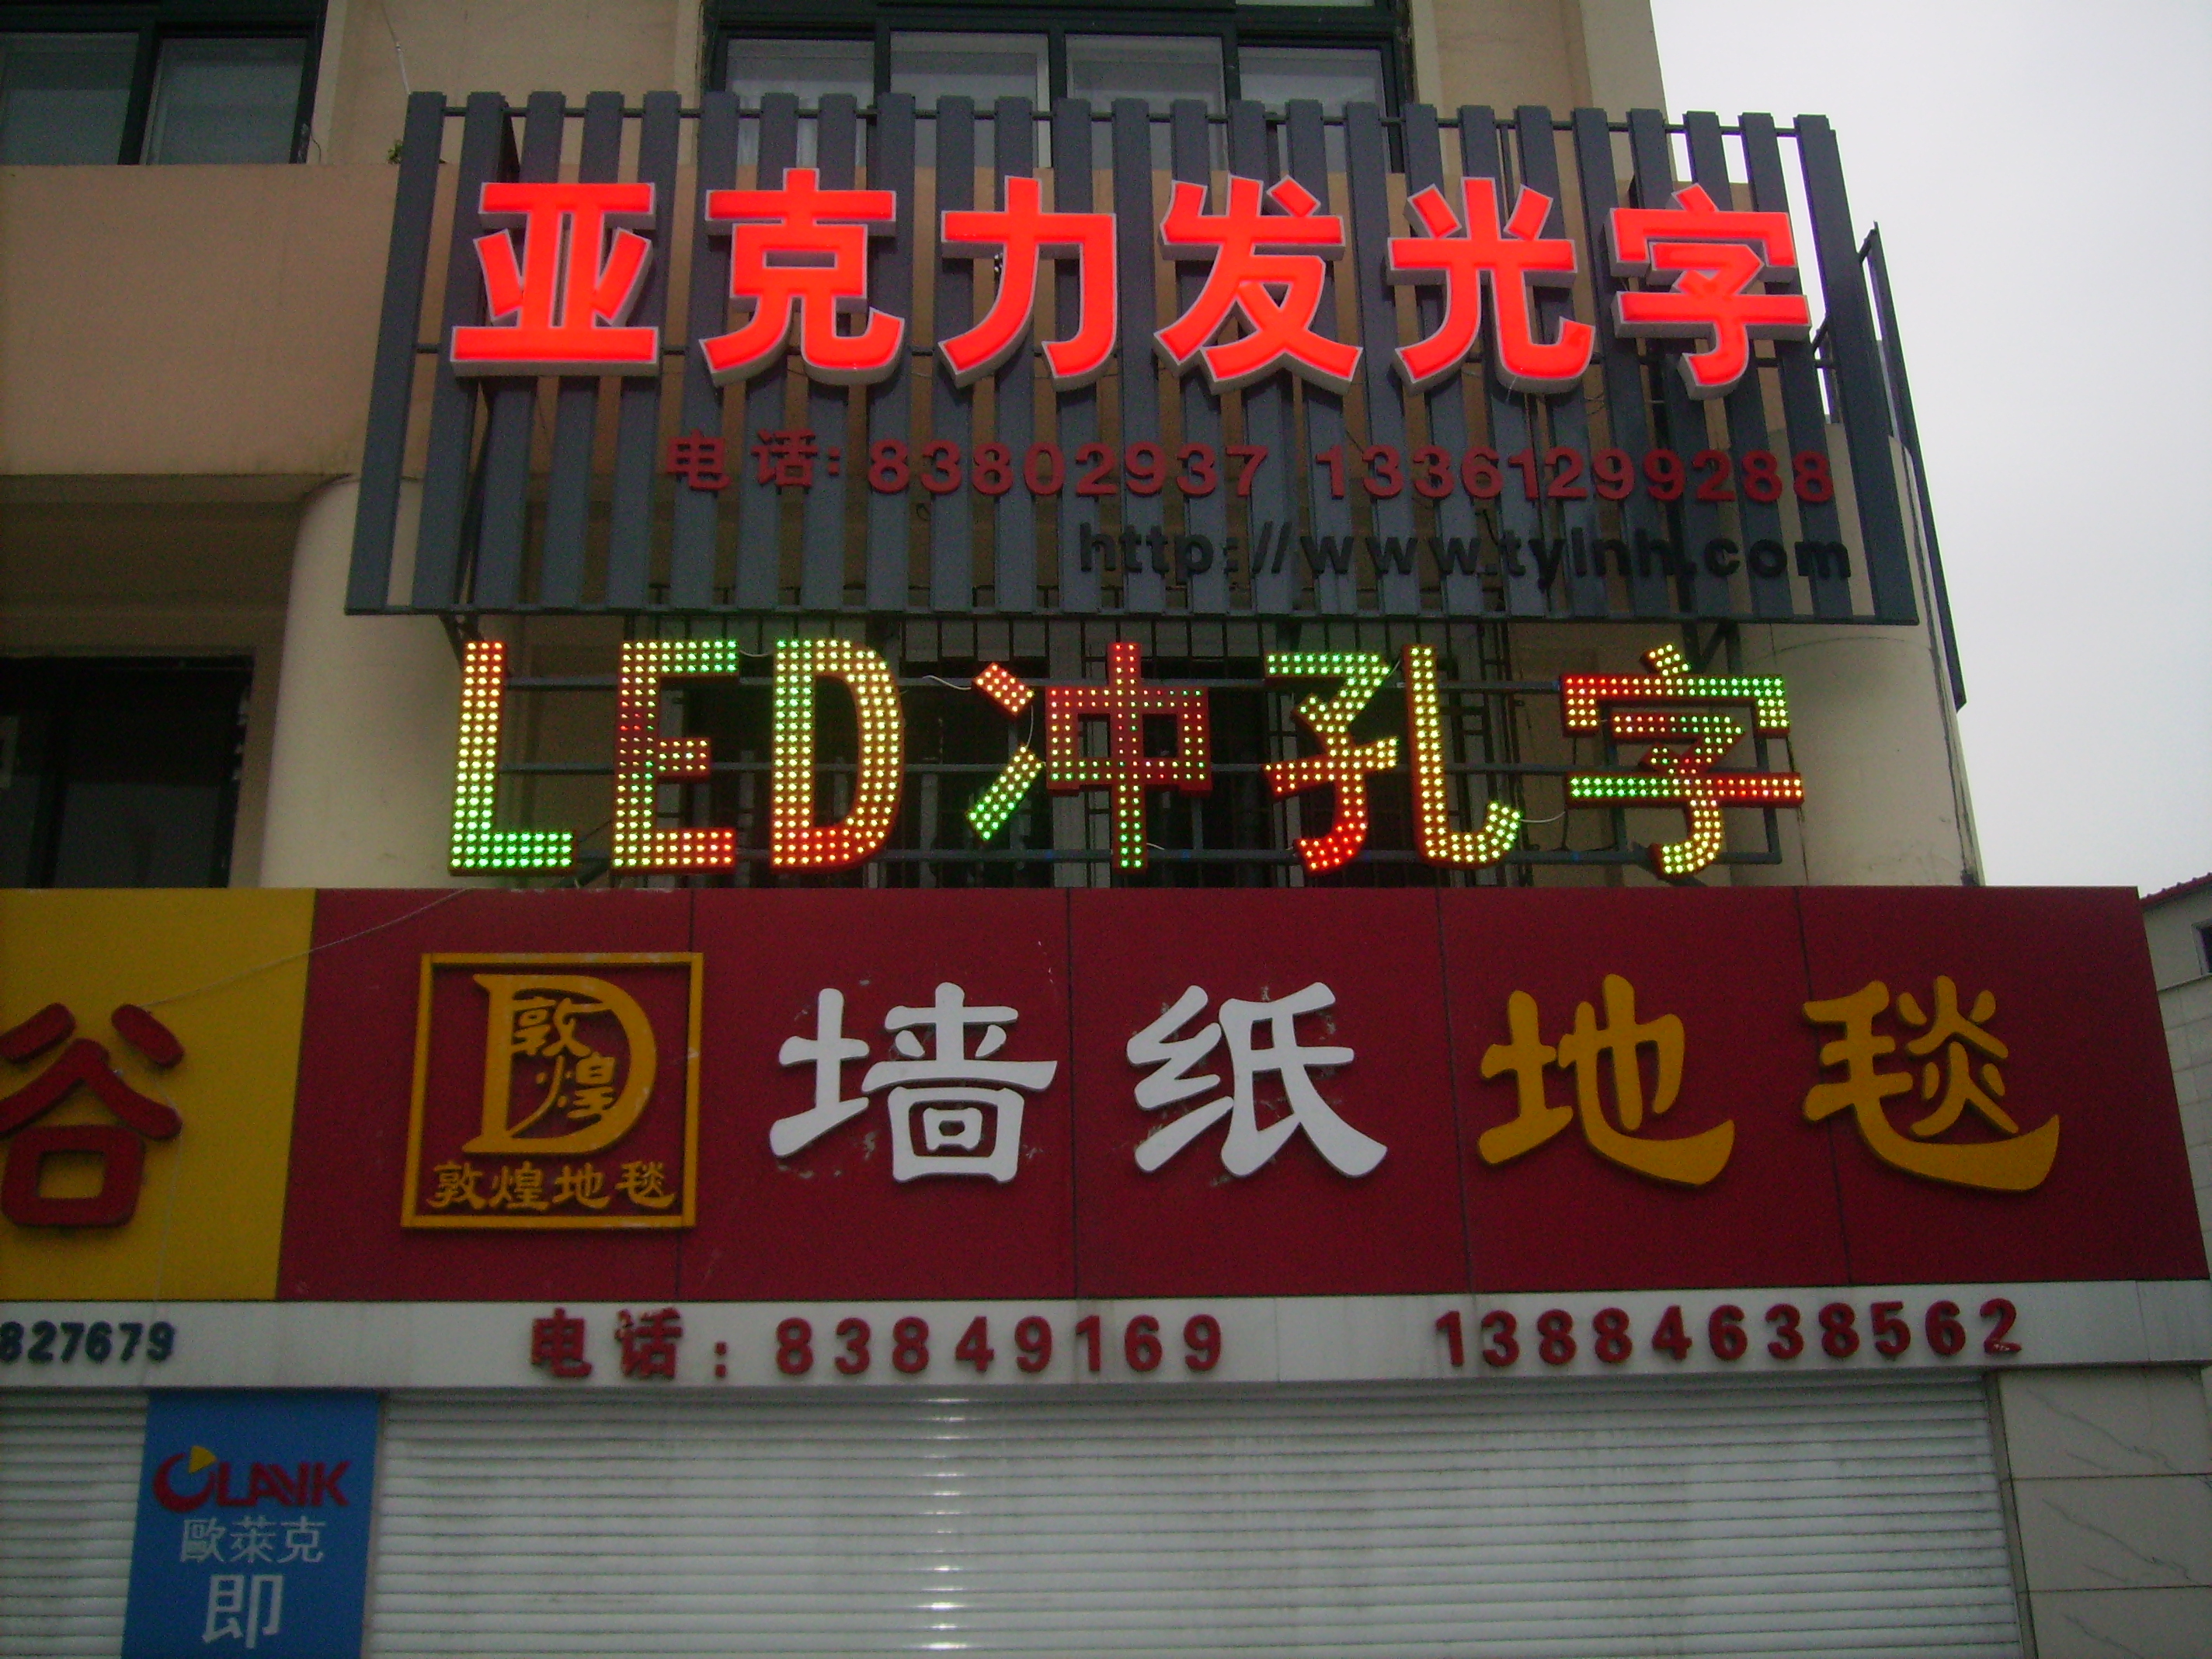 亚克力发光字
电话:83802937 13361299288
http://www.tylnh.com
LED冲孔字
谷
敦煌
敦煌地毯
墙纸地毯
827679
电话:83849169 13884638562
OLAYK
歐萊克
即